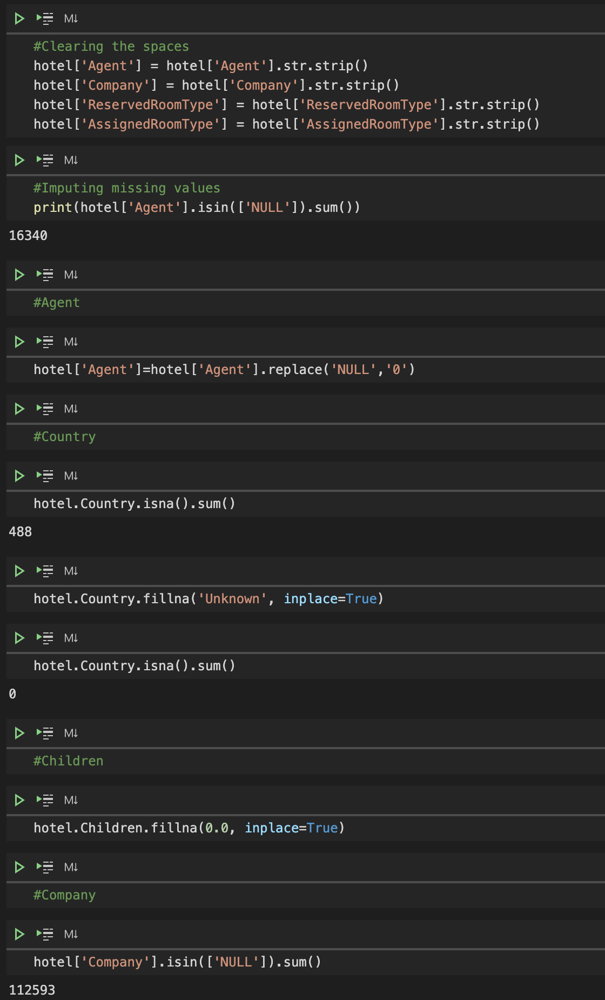 M↓
#Clearing the spaces
hotel['Agent'] = hotel['Agent'].str.strip()
hotel['Company'] = hotel['Company'].str.strip()
hotel['ReservedRoomType'] = hotel['ReservedRoomType'].str.strip()
hotel['AssignedRoomType'] = hotel['AssignedRoomType'].str.strip()
M↓
#Imputing missing values
print(hotel['Agent'].isin(['NULL']).sum())
16340
M↓
#Agent
M↓
hotel['Agent']=hotel['Agent'].replace('NULL','0')
M↓
#Country
M↓
hotel.Country.isna().sum()
488
M↓
hotel.Country.fillna('Unknown', inplace=True)
M↓
hotel.Country.isna().sum()
0
M↓
#Children
M↓
hotel.Children.fillna(0.0, inplace=True)
M↓
#Company
M↓
hotel['Company'].isin(['NULL']).sum()
112593